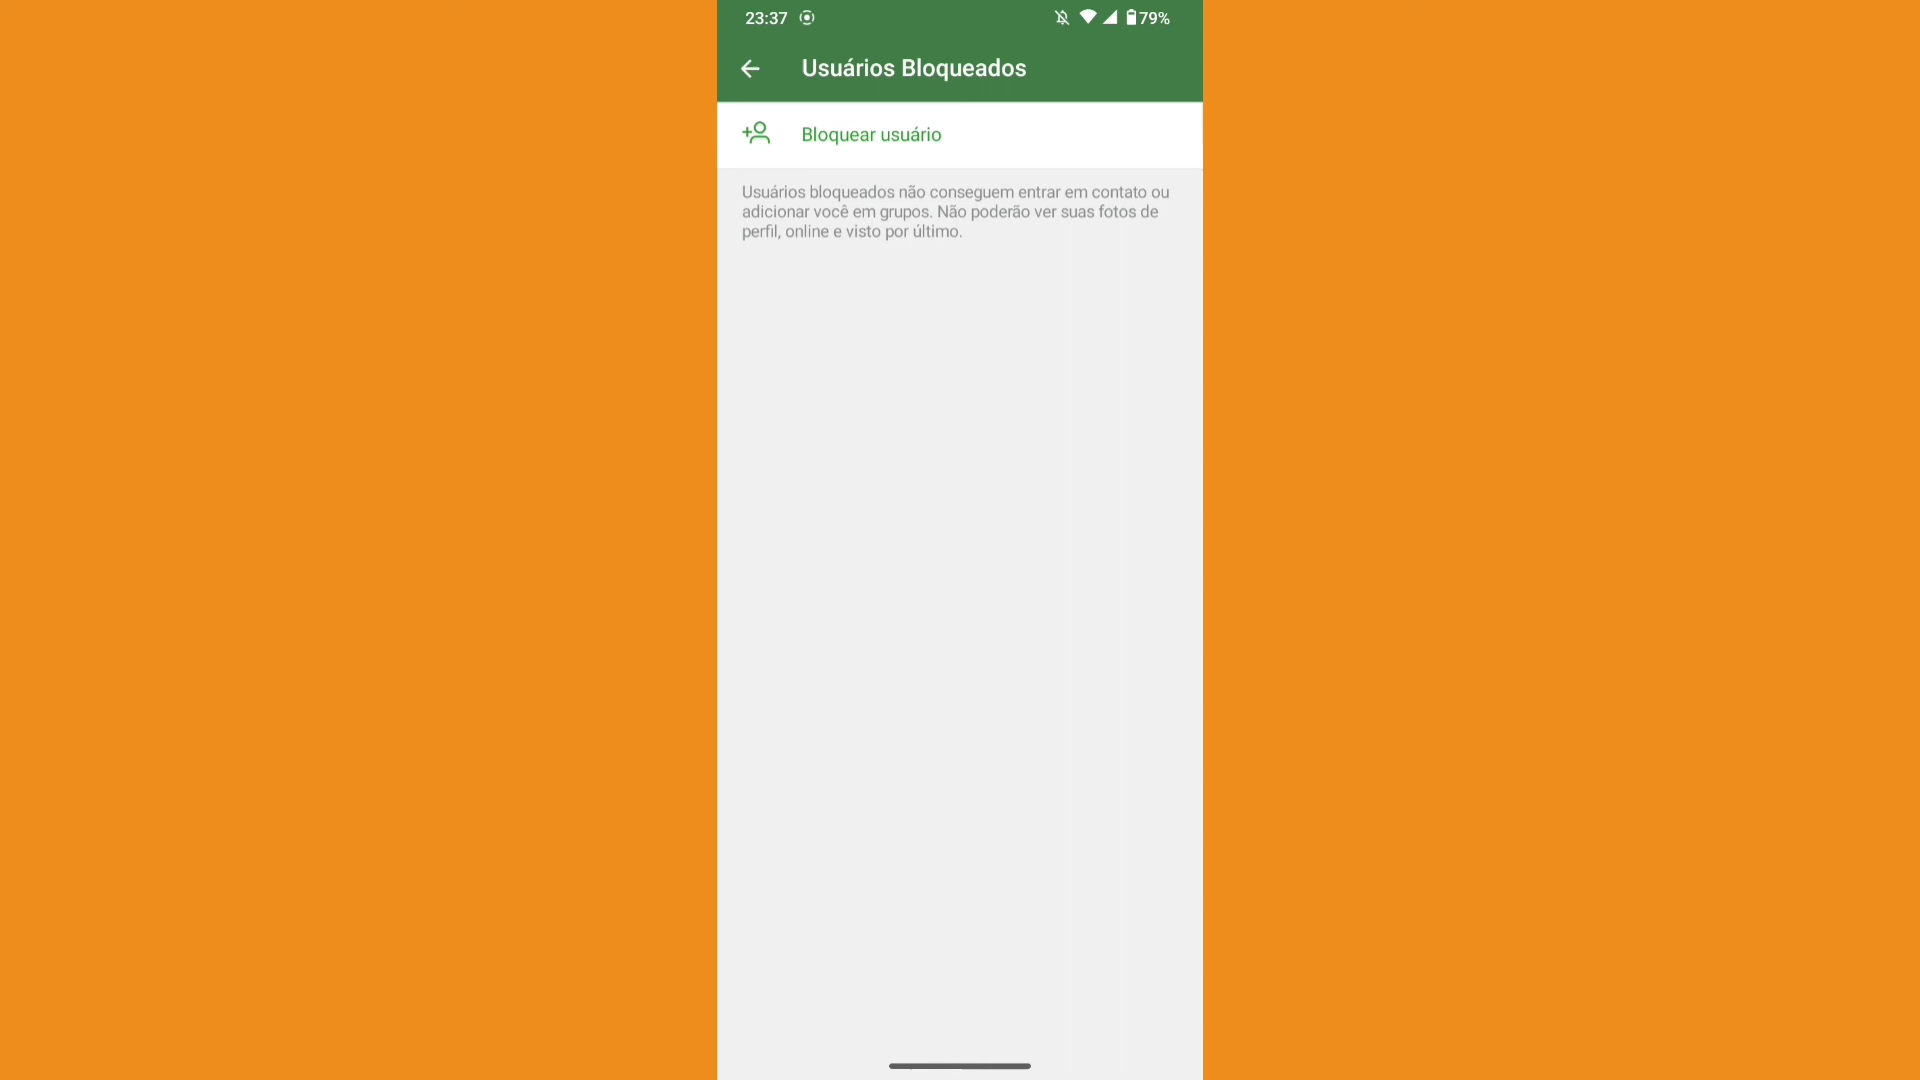 23:37
79%
Usuários Bloqueados
Bloquear usuário
Usuários bloqueados não conseguem entrar em contato ou
adicionar você em grupos. Não poderão ver suas fotos de
perfil, online e visto por último.